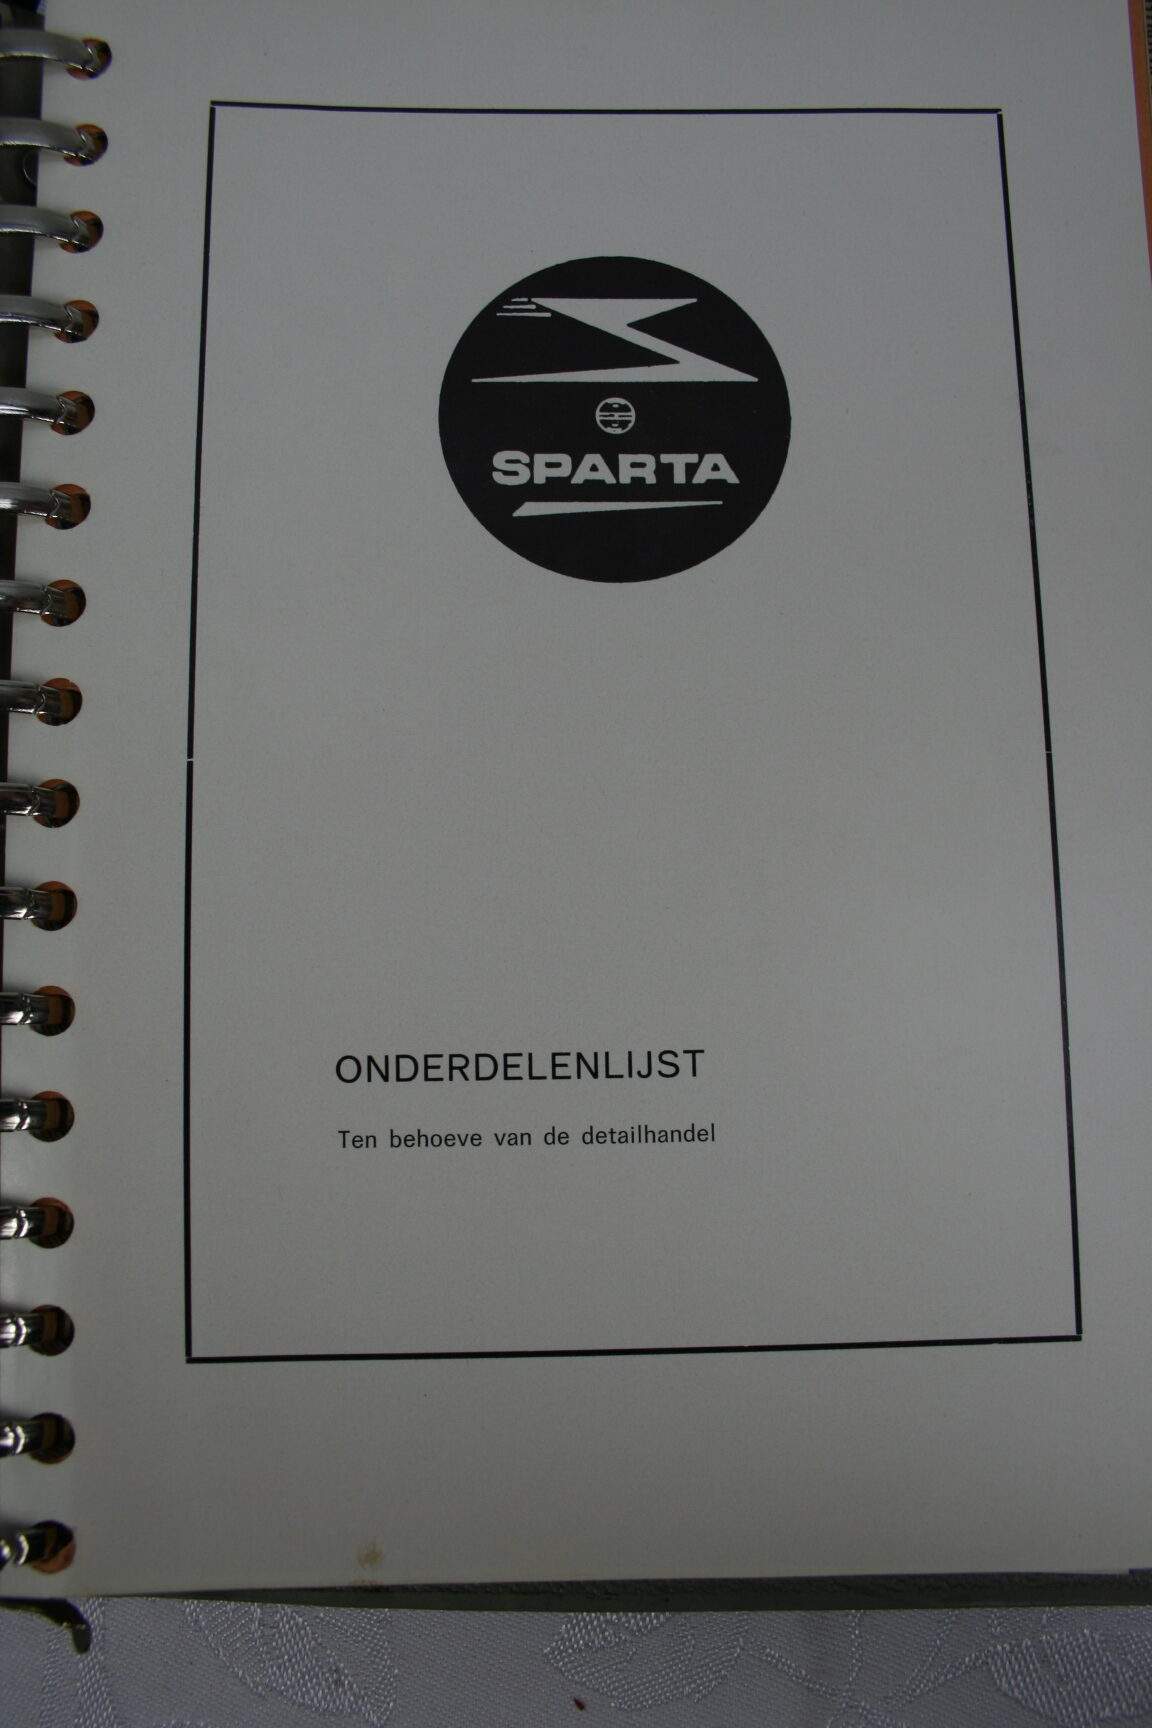 SPARTA
ONDERDELENLIJST
Ten behoeve van de detailhandel